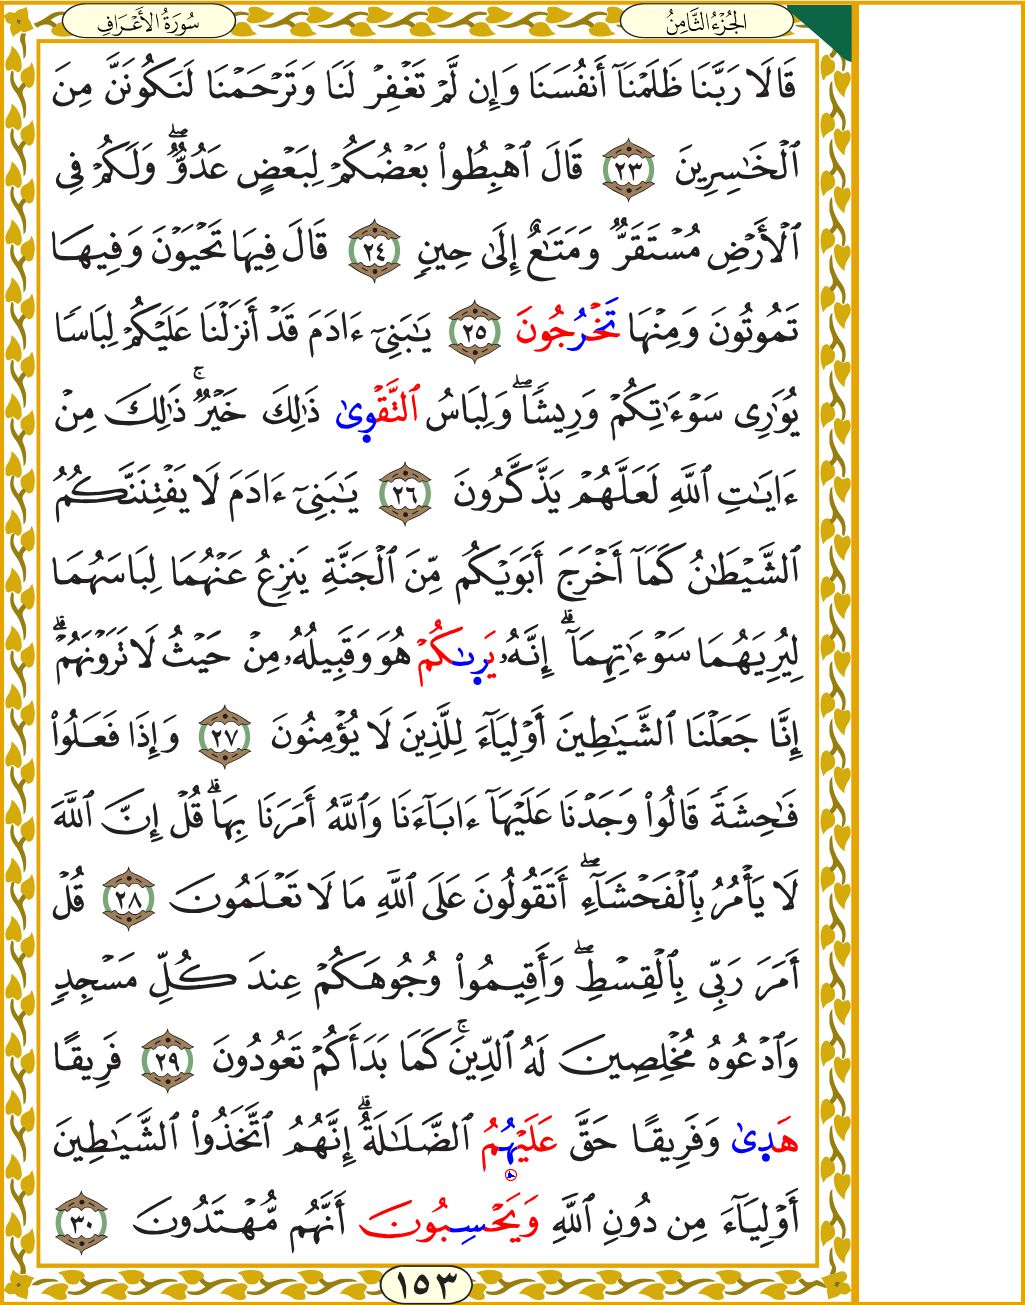 سُورَةُ الأَعْرَافِ
الجُزْءُ الثَّامِنُ
قَالَا رَبَّنَا ظَلَمْنَآ أَنفُسَنَا وَإِن لَّمْ تَغْفِرْ لَنَا وَتَرْحَمْنَا لَنَكُونَنَّ مِنَ
ٱلْخَٰسِرِينَ ٢٣ قَالَ ٱهْبِطُوا۟ بَعْضُكُمْ لِبَعْضٍ عَدُوٌّۖ وَلَكُمْ فِى
ٱلْأَرْضِ مُسْتَقَرٌّ وَمَتَٰعٌ إِلَىٰ حِينٍ ٢٤ قَالَ فِيهَا تَحْيَوْنَ وَفِيهَا
تَمُوتُونَ وَمِنْهَا تَخْرُجُونَ ٢٥ يَٰبَنِىٓ ءَادَمَ قَدْ أَنزَلْنَا عَلَيْكُمْ لِبَاسًا
يُوَٰرِى سَوْءَٰتِكُمْ وَرِيشًاۖ وَلِبَاسُ ٱلتَّقْوِىٰ ذَٰلِكَ خَيْرٌۚ ذَٰلِكَ مِنْ
ءَايَٰتِ ٱللَّهِ لَعَلَّهُمْ يَذَّكَّرُونَ ٢٦ يَٰبَنِىٓ ءَادَمَ لَا يَفْتِنَنَّكُمُ
ٱلشَّيْطَٰنُ كَمَآ أَخْرَجَ أَبَوَيْكُم مِّنَ ٱلْجَنَّةِ يَنزِعُ عَنْهُمَا لِبَاسَهُمَا
لِيُرِيَهُمَا سَوْءَٰتِهِمَآۗ إِنَّهُۥ يَرِىٰكُمْ هُوَ وَقَبِيلُهُۥ مِنْ حَيْثُ لَا تَرَوْنَهُمْۗ
إِنَّا جَعَلْنَا ٱلشَّيَٰطِينَ أَوْلِيَآءَ لِلَّذِينَ لَا يُؤْمِنُونَ ٢٧ وَإِذَا فَعَلُوا۟
فَٰحِشَةً قَالُوا۟ وَجَدْنَا عَلَيْهَآ ءَابَآءَنَا وَٱللَّهُ أَمَرَنَا بِهَاۗ قُلْ إِنَّ ٱللَّهَ
لَا يَأْمُرُ بِٱلْفَحْشَآءِۖ أَتَقُولُونَ عَلَى ٱللَّهِ مَا لَا تَعْلَمُونَ ٢٨ قُلْ
أَمَرَ رَبِّى بِٱلْقِسْطِۖ وَأَقِيمُوا۟ وُجُوهَكُمْ عِندَ كُلِّ مَسْجِدٍ
وَٱدْعُوهُ مُخْلِصِينَ لَهُ ٱلدِّينَۚ كَمَا بَدَأَكُمْ تَعُودُونَ ٢٩ فَرِيقًا
هَدِىٰ وَفَرِيقًا حَقَّ عَلَيْهُمُ ٱلضَّلَٰلَةُۗ إِنَّهُمُ ٱتَّخَذُوا۟ ٱلشَّيَٰطِينَ
أَوْلِيَآءَ مِن دُونِ ٱللَّهِ وَيَحْسِبُونَ أَنَّهُم مُّهْتَدُونَ ٣٠
١٥٣